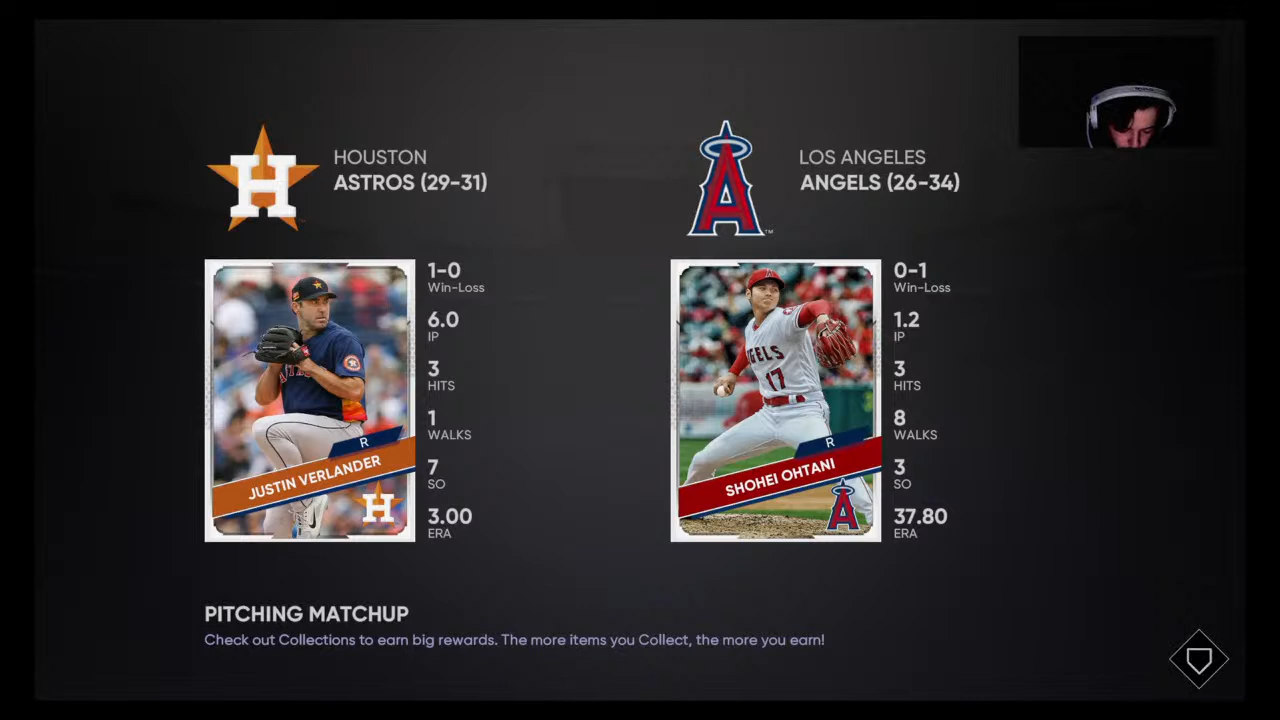 HOUSTON
ASTROS (29-31)
LOS ANGELES
ANGELS (26-34)
H
A
TM
1-0
Win-Loss
6.0
IP
3
HITS
1
WALKS
7
SO
3.00
ERA
R
JUSTIN VERLANDER
H
0-1
Win-Loss
1.2
IP
3
HITS
8
WALKS
3
SO
37.80
ERA
ANGELS
17
R
SHOHEI OHTANI
A
PITCHING MATCHUP
Check out Collections to earn big rewards. The more items you Collect, the more you earn!